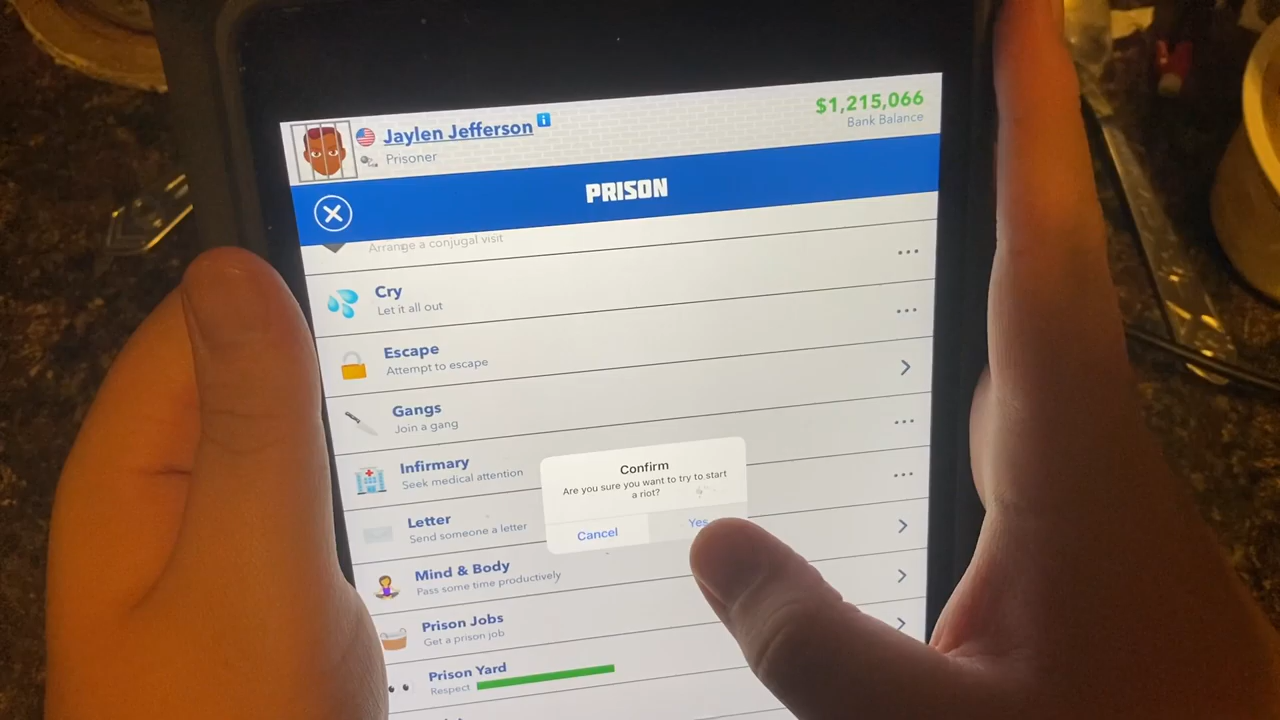 Jaylen Jefferson
Prisoner
$1,215,066
Bank Balance
PRISON
Arrange a conjugal visit
Cry
Let it all out
Escape
Attempt to escape
Gangs
Join a gang
Infirmary
Seek medical attention
Letter
Send someone a letter
Mind & Body
Pass some time productively
Prison Jobs
Get a prison job
Prison Yard
Respect
Confirm
Are you sure you want to try to start
a riot?
Cancel
Yes